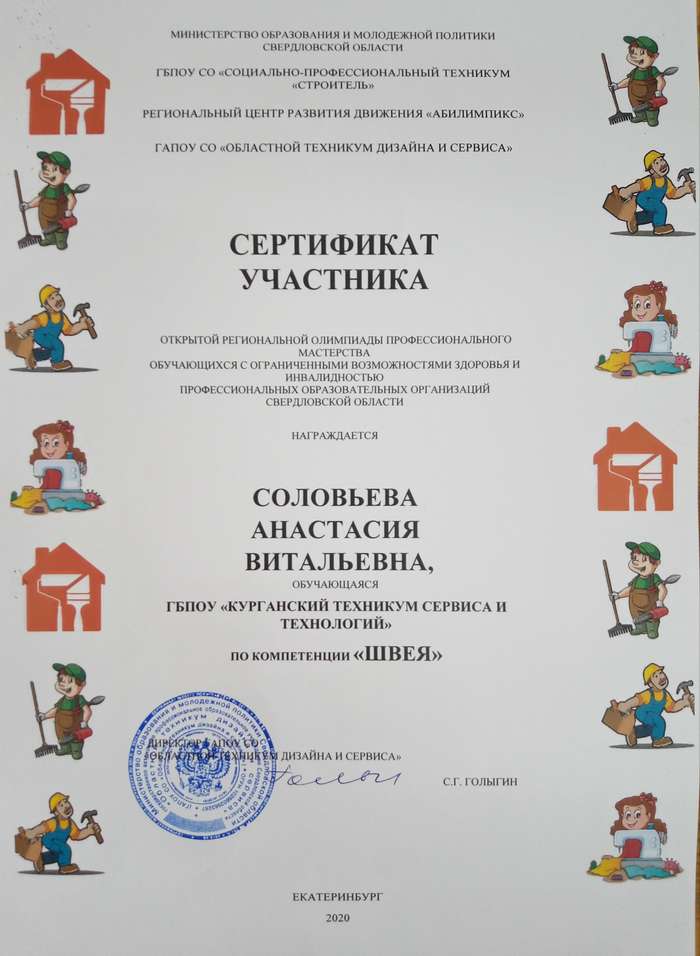 МИНИСТЕРСТВО ОБРАЗОВАНИЯ И МОЛОДЕЖНОЙ ПОЛИТИКИ
СВЕРДЛОВСКОЙ ОБЛАСТИ
ГБПОУ СО «СОЦИАЛЬНО-ПРОФЕССИОНАЛЬНЫЙ ТЕХНИКУМ
«СТРОИТЕЛЬ»
РЕГИОНАЛЬНЫЙ ЦЕНТР РАЗВИТИЯ ДВИЖЕНИЯ «АБИЛИМПИКС»
ГАПОУ СО «ОБЛАСТНОЙ ТЕХНИКУМ ДИЗАЙНА И СЕРВИСА»
СЕРТИФИКАТ
УЧАСТНИКА
ОТКРЫТОЙ РЕГИОНАЛЬНОЙ ОЛИМПИАДЫ ПРОФЕССИОНАЛЬНОГО
МАСТЕРСТВА
ОБУЧАЮЩИХСЯ С ОГРАНИЧЕННЫМИ ВОЗМОЖНОСТЯМИ ЗДОРОВЬЯ И
ИНВАЛИДНОСТЬЮ
ПРОФЕССИОНАЛЬНЫХ ОБРАЗОВАТЕЛЬНЫХ ОРГАНИЗАЦИЙ
СВЕРДЛОВСКОЙ ОБЛАСТИ
НАГРАЖДАЕТСЯ
СОЛОВЬЕВА
АНАСТАСИЯ
ВИТАЛЬЕВНА,
ОБУЧАЮЩАЯСЯ
ГБПОУ «КУРГАНСКИЙ ТЕХНИКУМ СЕРВИСА И
ТЕХНОЛОГИЙ»
ПО КОМПЕТЕНЦИИ «ШВЕЯ»
ДИРЕКТОР ГАПОУ СО
«ОБЛАСТНОЙ ТЕХНИКУМ ДИЗАЙНА И СЕРВИСА»
С.Г. ГОЛЫГИН
ЕКАТЕРИНБУРГ
2020